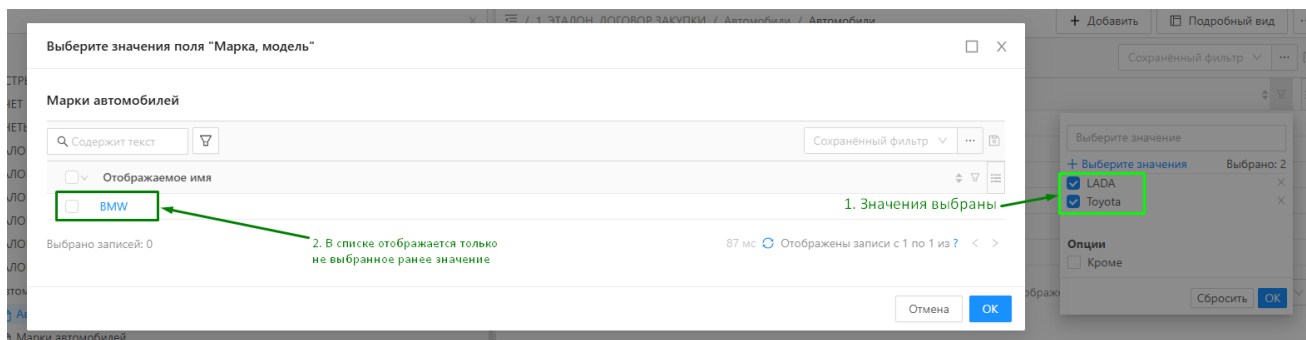 / 1. ЭТАЛОН. ДОГОВОР ЗАКУПКИ / Автомобили / Автомобили
+ Добавить
Подробный вид
Выберите значения поля "Марка, модель"
Сохранённый фильтр
Марки автомобилей
Содержит текст
Сохранённый фильтр
Отображаемое имя
BMW
Выбрано записей: 0
87 мс Отображены записи с 1 по 1 из ?
1. Значения выбраны
2. В списке отображается только
не выбранное ранее значение
Отмена
OK
Выберите значение
+ Выберите значения
Выбрано: 2
LADA
Toyota
Опции
Кроме
Сбросить
OK
Марки автомобилей